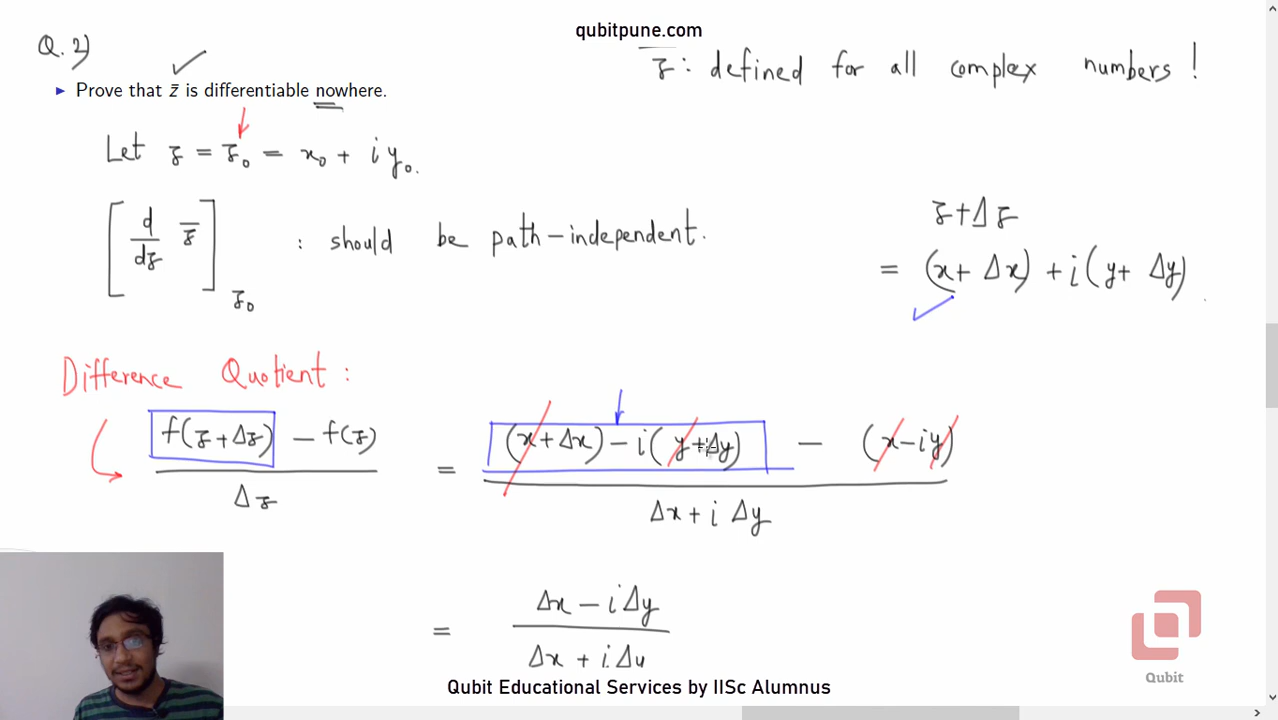 qubitpune.com
Q. 2)
z̄ : defined for all complex numbers !
► Prove that z̄ is differentiable nowhere.
Let z = z₀ = x₀ + i y₀.
z + Δz
[ d/dz z̄ ]z₀ : should be path-independent.
= (x + Δx) + i(y + Δy)
Difference Quotient :
f(z+Δz) − f(z) / Δz = (x+Δx) − i(y+Δy) − (x−iy) / Δx + i Δy
= Δx − iΔy / Δx + i Δy
Qubit Educational Services by IISc Alumnus
Qubit